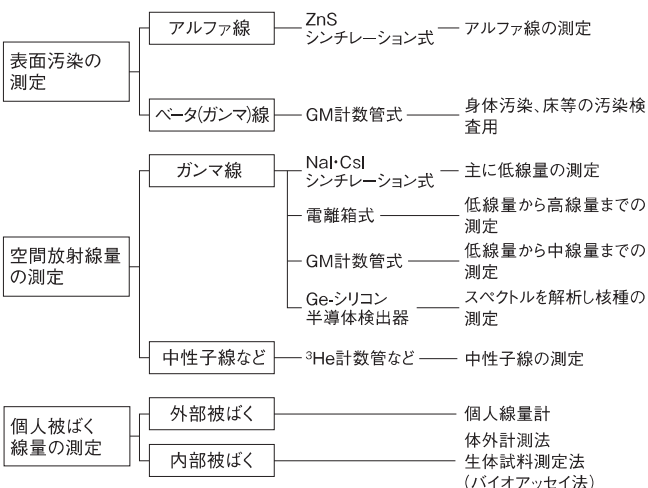 表面汚染の
測定
アルファ線
ZnS
シンチレーション式
アルファ線の測定
ベータ(ガンマ)線
GM計数管式
身体汚染、床等の汚染検
査用
空間放射線量
の測定
ガンマ線
NaI・CsI
シンチレーション式
主に低線量の測定
電離箱式
低線量から高線量までの
測定
GM計数管式
低線量から中線量までの
測定
Ge-シリコン
半導体検出器
スペクトルを解析し核種の
測定
中性子線など
³He計数管など
中性子線の測定
個人被ばく
線量の測定
外部被ばく
個人線量計
内部被ばく
体外計測法
生体試料測定法
(バイオアッセイ法)